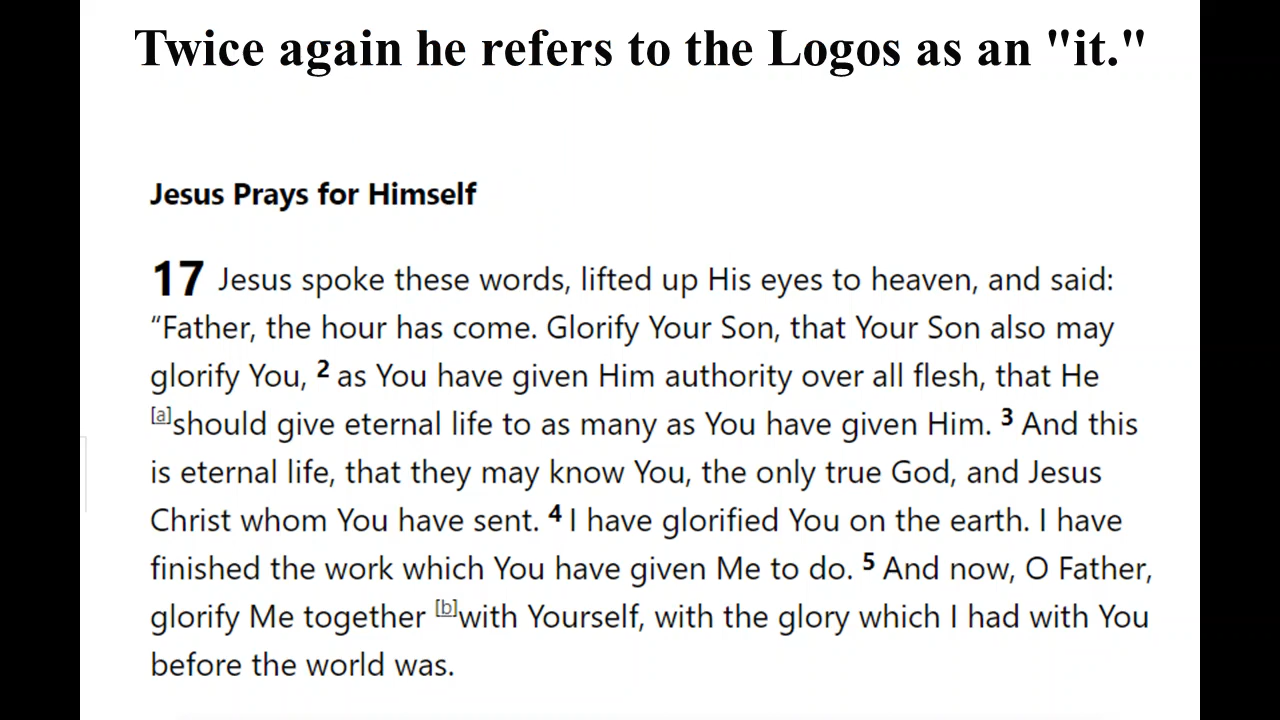 Twice again he refers to the Logos as an "it."
Jesus Prays for Himself
17 Jesus spoke these words, lifted up His eyes to heaven, and said:
“Father, the hour has come. Glorify Your Son, that Your Son also may
glorify You, 2 as You have given Him authority over all flesh, that He
[a]should give eternal life to as many as You have given Him. 3 And this
is eternal life, that they may know You, the only true God, and Jesus
Christ whom You have sent. 4 I have glorified You on the earth. I have
finished the work which You have given Me to do. 5 And now, O Father,
glorify Me together [b]with Yourself, with the glory which I had with You
before the world was.